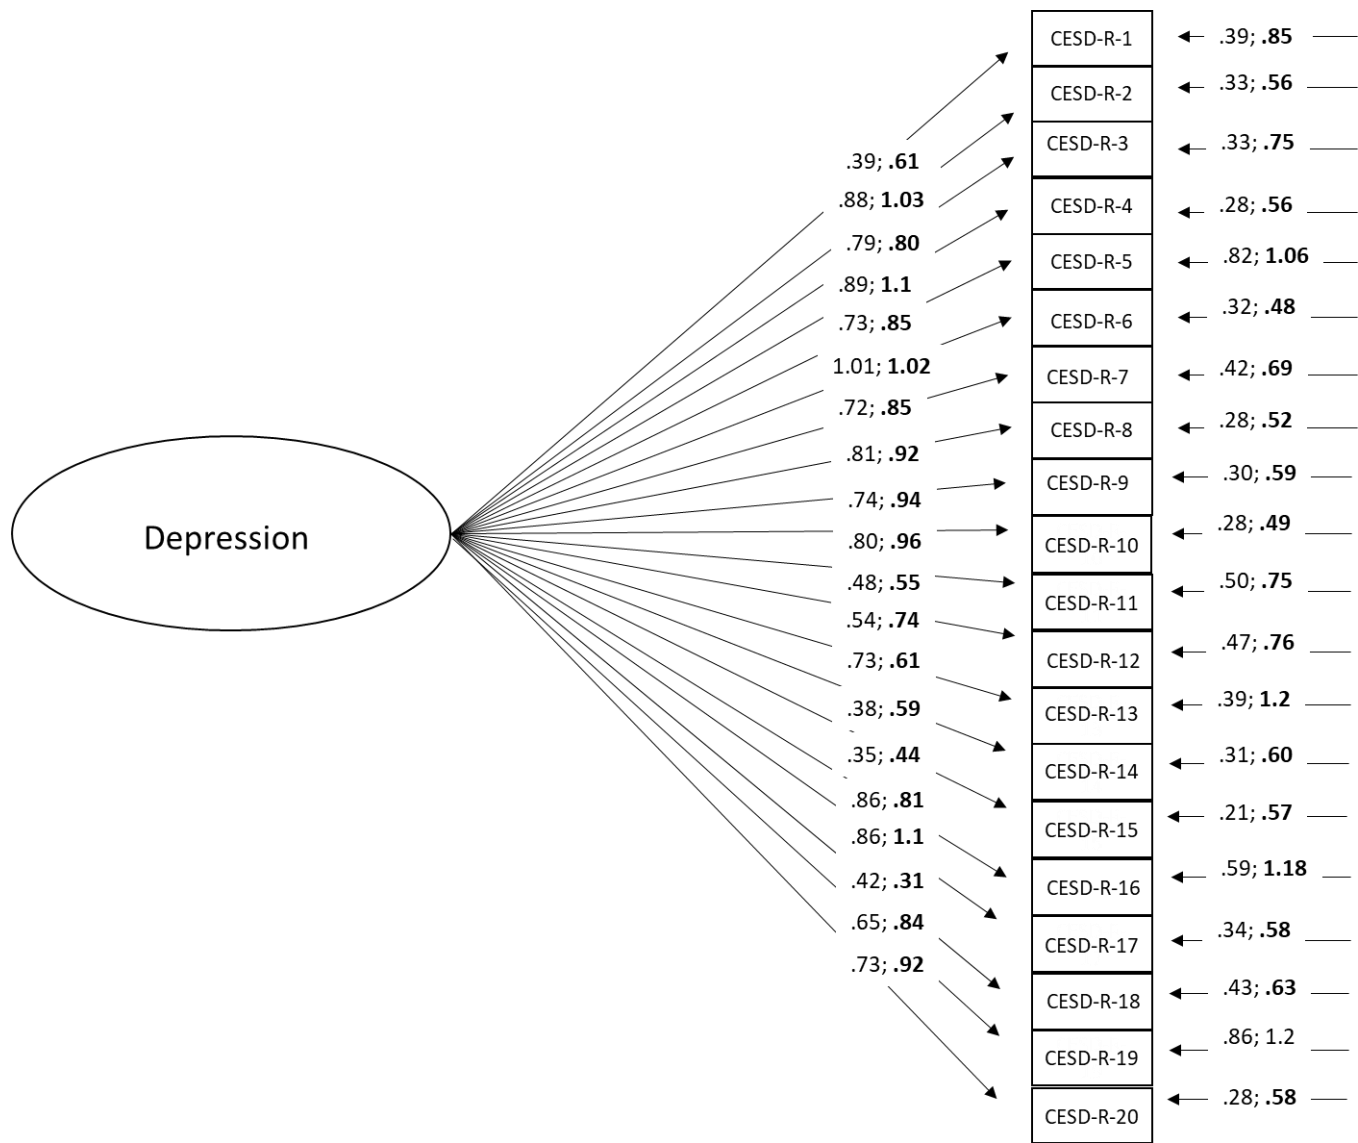 CESD-R-1
.39; .85
CESD-R-2
.33; .56
CESD-R-3
.33; .75
.39; .61
.88; 1.03
CESD-R-4
.28; .56
.79; .80
CESD-R-5
.82; 1.06
.89; 1.1
CESD-R-6
.32; .48
.73; .85
1.01; 1.02
CESD-R-7
.42; .69
.72; .85
CESD-R-8
.28; .52
.81; .92
CESD-R-9
.30; .59
.74; .94
Depression
.80; .96
CESD-R-10
.28; .49
.48; .55
CESD-R-11
.50; .75
.54; .74
.73; .61
CESD-R-12
.47; .76
.38; .59
CESD-R-13
.39; 1.2
.35; .44
CESD-R-14
.31; .60
.86; .81
.86; 1.1
CESD-R-15
.21; .57
.42; .31
CESD-R-16
.59; 1.18
.65; .84
CESD-R-17
.34; .58
.73; .92
CESD-R-18
.43; .63
CESD-R-19
.86; 1.2
CESD-R-20
.28; .58